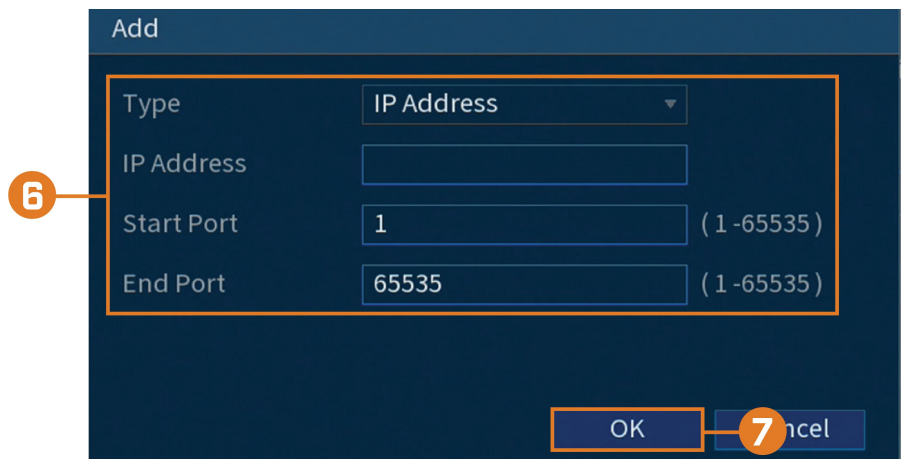 Add
Type IP Address
IP Address
6
Start Port 1 (1-65535)
End Port 65535 (1-65535)
OK 7